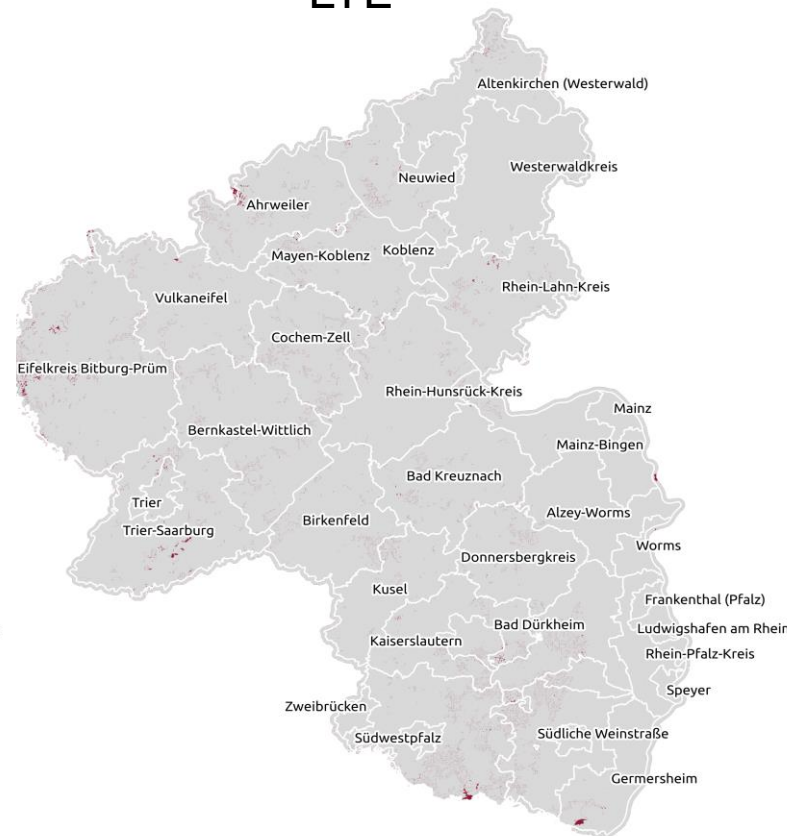 LTE
Altenkirchen (Westerwald)
Westerwaldkreis
Neuwied
Ahrweiler
Koblenz
Mayen-Koblenz
Rhein-Lahn-Kreis
Vulkaneifel
Cochem-Zell
Eifelkreis Bitburg-Prüm
Rhein-Hunsrück-Kreis
Mainz
Bernkastel-Wittlich
Mainz-Bingen
Bad Kreuznach
Trier
Alzey-Worms
Birkenfeld
Trier-Saarburg
Worms
Donnersbergkreis
Kusel
Frankenthal (Pfalz)
Bad Dürkheim
Ludwigshafen am Rhein
Kaiserslautern
Rhein-Pfalz-Kreis
Speyer
Zweibrücken
Südliche Weinstraße
Südwestpfalz
Germersheim